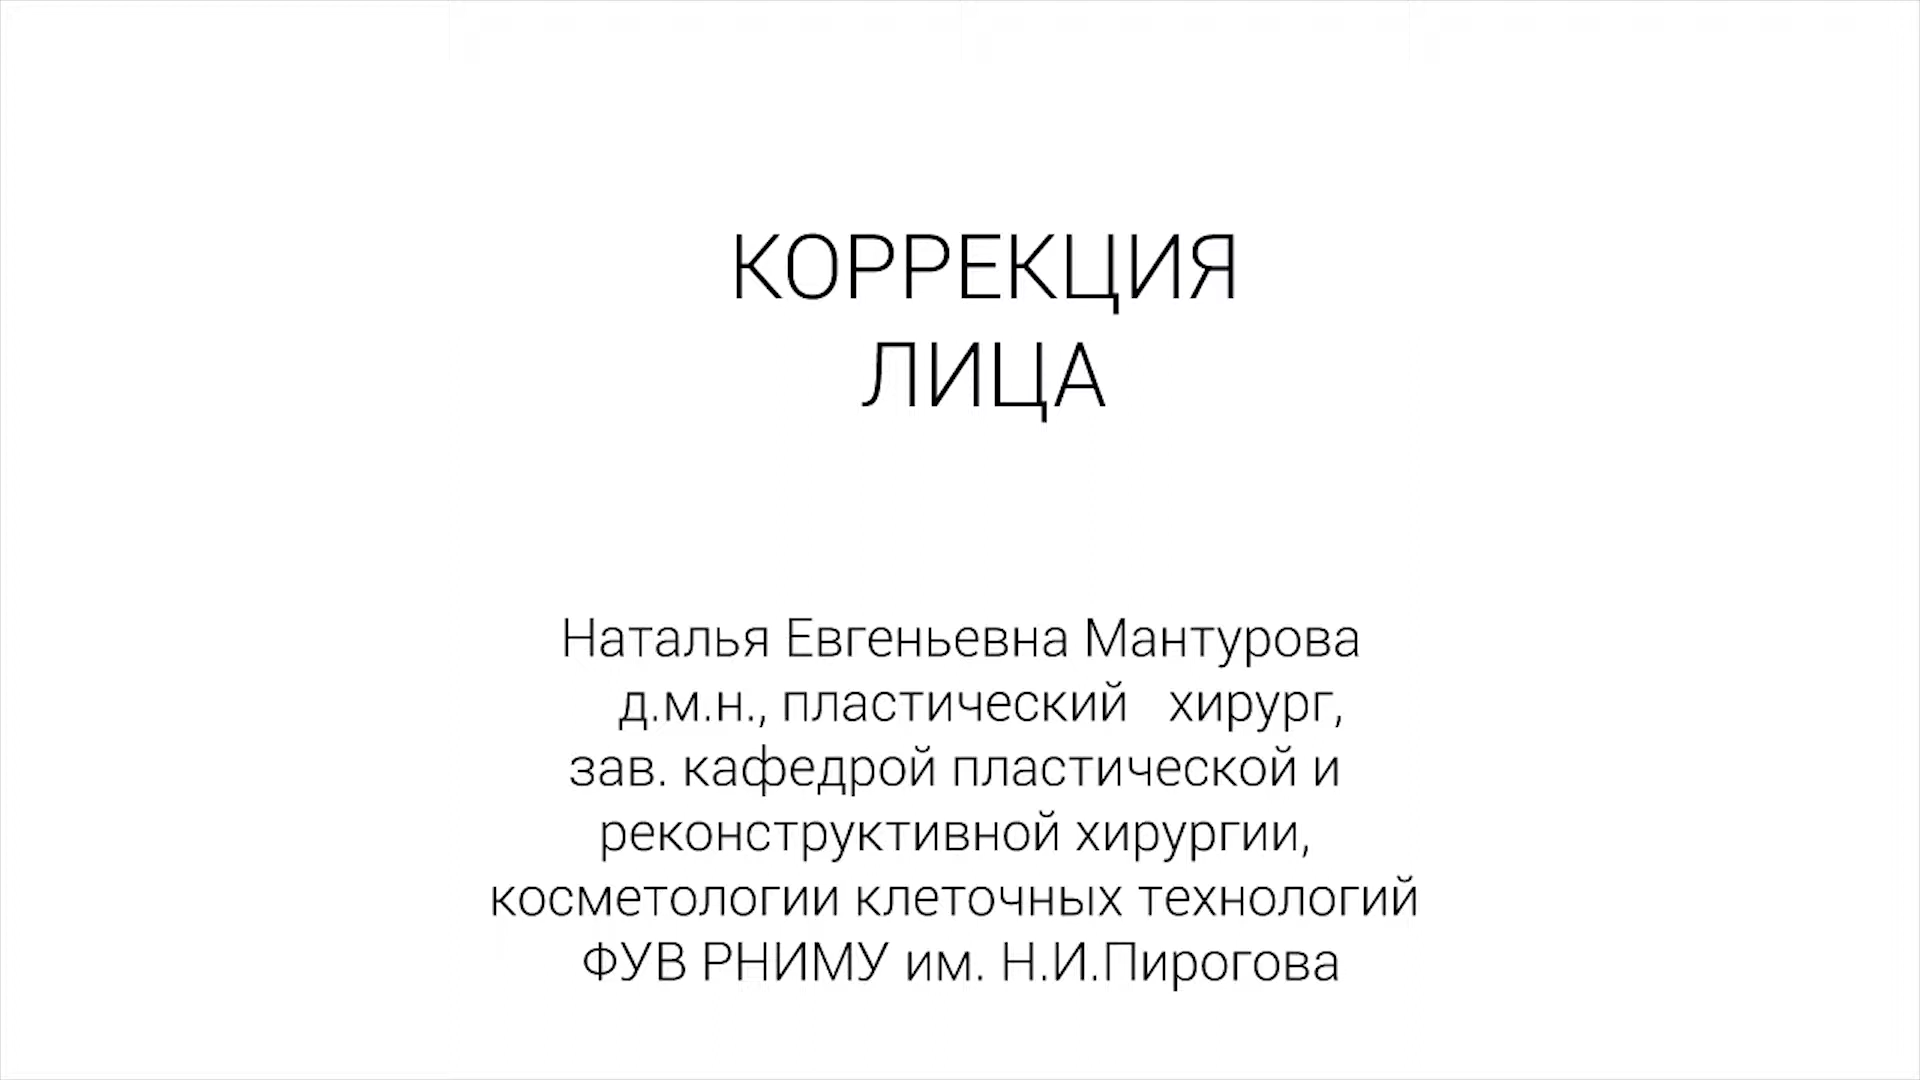 КОРРЕКЦИЯ
ЛИЦА
Наталья Евгеньевна Мантурова
д.м.н., пластический хирург,
зав. кафедрой пластической и
реконструктивной хирургии,
косметологии клеточных технологий
ФУВ РНИМУ им. Н.И.Пирогова